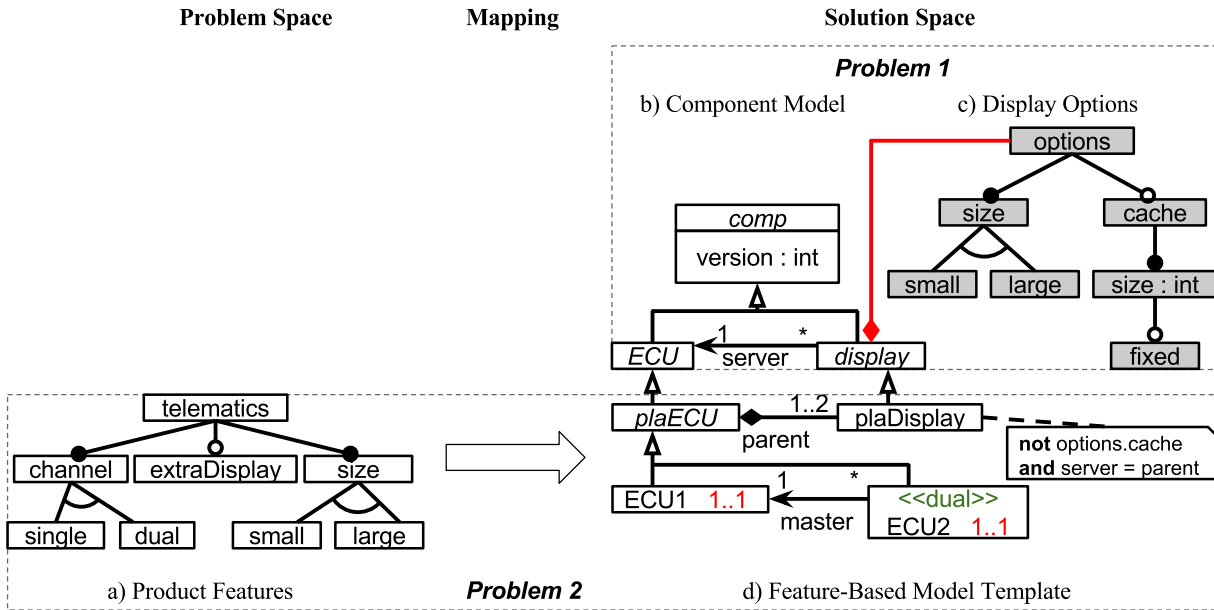 Problem Space
Mapping
Solution Space
Problem 1
b) Component Model
c) Display Options
options
size
cache
small
large
size : int
fixed
comp
version : int
1
*
server
ECU
display
telematics
channel
extraDisplay
size
single
dual
small
large
a) Product Features
Problem 2
plaECU
1..2
parent
plaDisplay
not options.cache
and server = parent
ECU1 1..1
1
*
master
<<dual>>
ECU2 1..1
d) Feature-Based Model Template